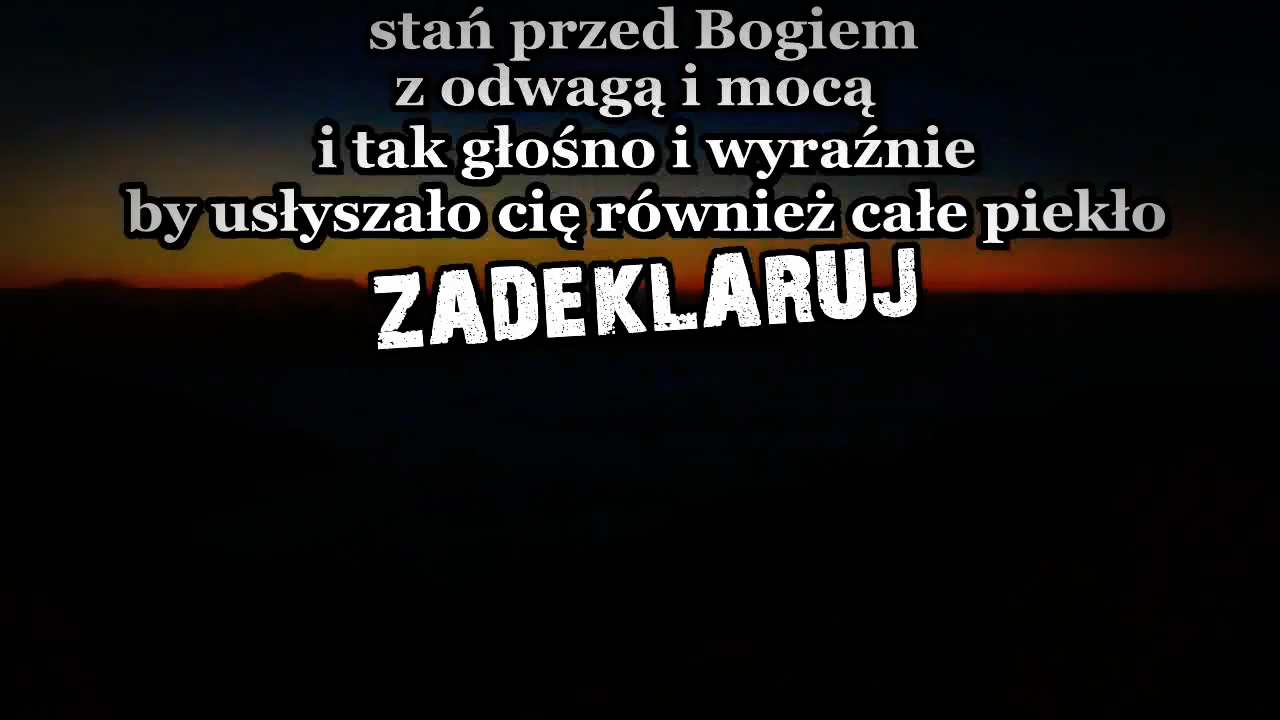 stań przed Bogiem
z odwagą i mocą
i tak głośno i wyraźnie
by usłyszało cię również całe piekło
ZADEKLARUJ